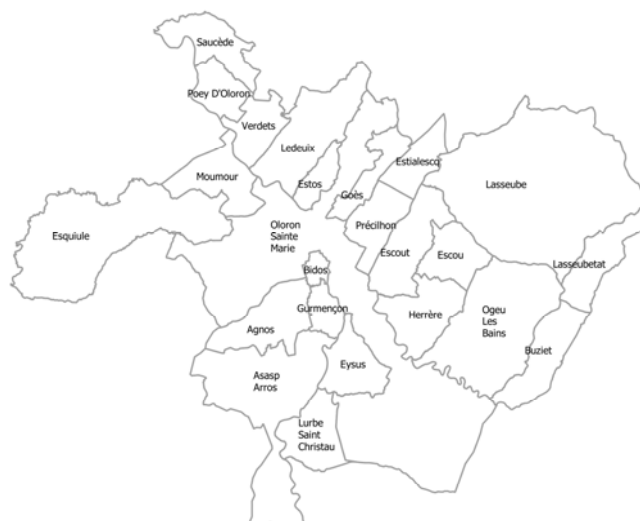 Saucède
Poey D'Oloron
Verdets
Ledeuix
Estialescq
Moumour
Estos
Lasseube
Goès
Esquiule
Oloron
Sainte
Marie
Précilhon
Escout
Escou
Lasseubetat
Bidos
Gurmençon
Herrère
Ogeu
Les
Bains
Agnos
Buziet
Eysus
Asasp
Arros
Lurbe
Saint
Christau